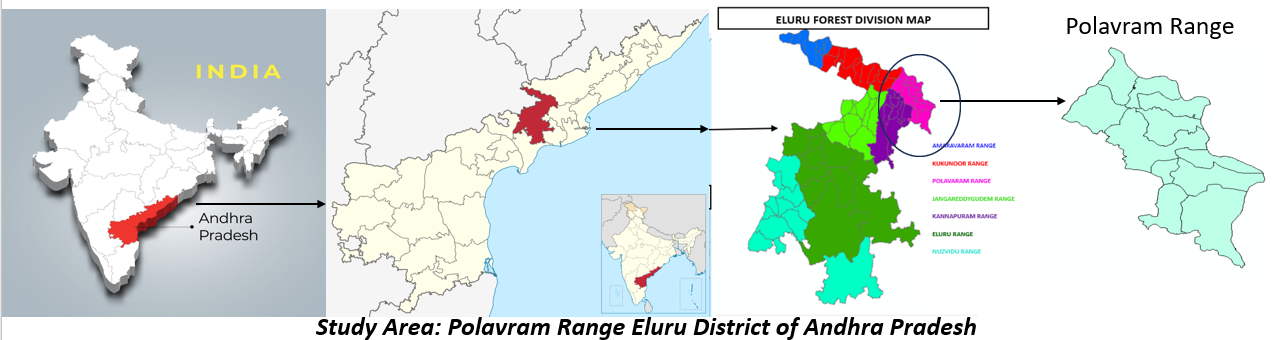 INDIA
Andhra
Pradesh
ELURU FOREST DIVISION MAP
AMARAVARAM RANGE
KUKUNOOR RANGE
POLAVARAM RANGE
JANGAREDDYGUDEM RANGE
KANNAPURAM RANGE
ELURU RANGE
NUZVIDU RANGE
Polavram Range
Study Area: Polavram Range Eluru District of Andhra Pradesh